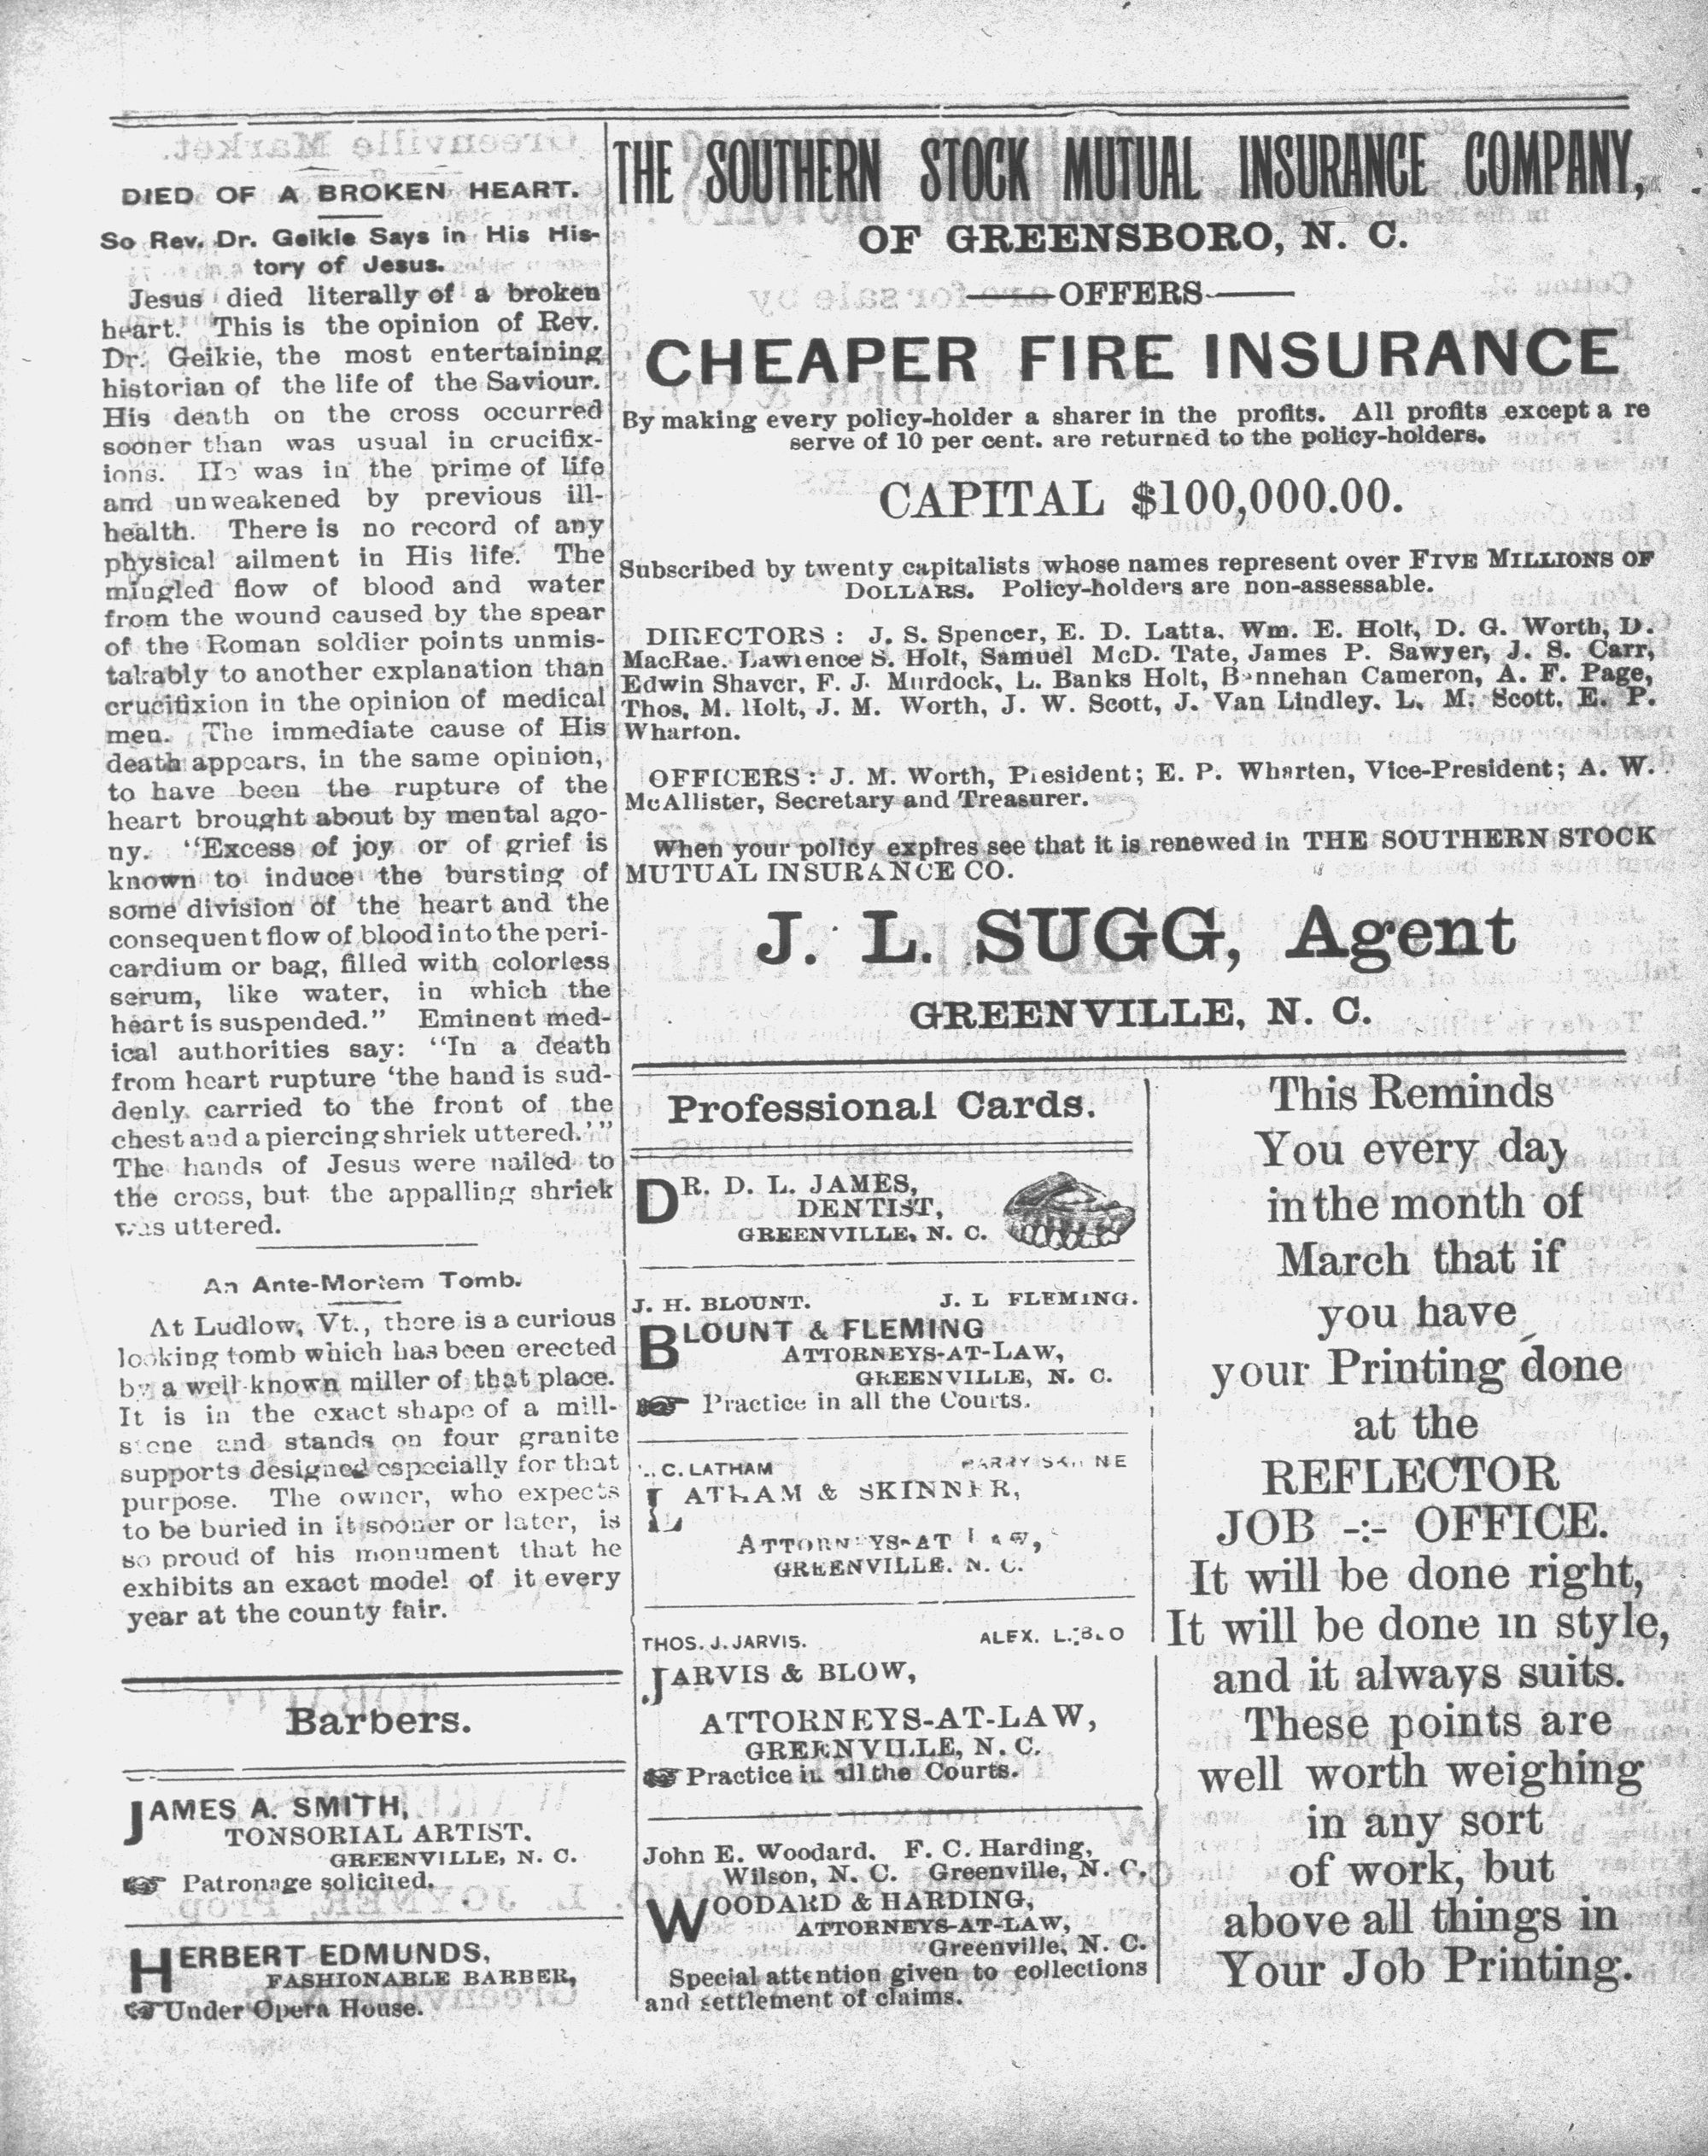 DIED OF A BROKEN HEART.
So Rev. Dr. Geikie Says in His His-
tory of Jesus.
Jesus died literally of a broken
heart. This is the opinion of Rev.
Dr. Geikie, the most entertaining
historian of the life of the Saviour.
His death on the cross occurred
sooner than was usual in crucifix-
ions. He was in the prime of life
and unweakened by previous ill-
health. There is no record of any
physical ailment in His life. The
mingled flow of blood and water
from the wound caused by the spear
of the Roman soldier points unmis-
takably to another explanation than
crucifixion in the opinion of medical
men. The immediate cause of His
death appears, in the same opinion,
to have been the rupture of the
heart brought about by mental ago-
ny. "Excess of joy or of grief is
known to induce the bursting of
some division of the heart and the
consequent flow of blood into the peri-
cardium or bag, filled with colorless
serum, like water, in which the
heart is suspended." Eminent med-
ical authorities say: "In a death
from heart rupture 'the hand is sud-
denly carried to the front of the
chest and a piercing shriek uttered.'"
The hands of Jesus were nailed to
the cross, but the appalling shriek
was uttered.
An Ante-Mortem Tomb.
At Ludlow, Vt., there is a curious
looking tomb which has been erected
by a well known miller of that place.
It is in the exact shape of a mill-
stone and stands on four granite
supports designed especially for that
purpose. The owner, who expects
to be buried in it sooner or later, is
so proud of his monument that he
exhibits an exact model of it every
year at the county fair.
Barbers.
JAMES A. SMITH,
TONSORIAL ARTIST.
GREENVILLE, N. C.
☞ Patronage solicited.
HERBERT EDMUNDS,
FASHIONABLE BARBER,
☞ Under Opera House.
THE SOUTHERN STOCK MUTUAL INSURANCE COMPANY,
OF GREENSBORO, N. C.
—OFFERS—
CHEAPER FIRE INSURANCE
By making every policy-holder a sharer in the profits. All profits except a re
serve of 10 per cent. are returned to the policy-holders.
CAPITAL $100,000.00.
Subscribed by twenty capitalists whose names represent over FIVE MILLIONS OF
DOLLARS. Policy-holders are non-assessable.
DIRECTORS: J. S. Spencer, E. D. Latta. Wm. E. Holt, D. G. Worth, D.
MacRae. Lawrence S. Holt, Samuel McD. Tate, James P. Sawyer, J. S. Carr,
Edwin Shaver, F. J. Murdock, L. Banks Holt, Bennehan Cameron, A. F. Page,
Thos. M. Holt, J. M. Worth, J. W. Scott, J. Van Lindley. L. M. Scott. E. P.
Wharton.
OFFICERS: J. M. Worth, President; E. P. Wharten, Vice-President; A. W.
McAllister, Secretary and Treasurer.
When your policy expires see that it is renewed in THE SOUTHERN STOCK
MUTUAL INSURANCE CO.
J. L. SUGG, Agent
GREENVILLE, N. C.
Professional Cards.
DR. D. L. JAMES,
DENTIST,
GREENVILLE, N. C.
J. H. BLOUNT. J. L FLEMING.
BLOUNT & FLEMING
ATTORNEYS-AT-LAW,
GREENVILLE, N. C.
☞ Practice in all the Courts.
C. LATHAM HARRY SKINNE
LATHAM & SKINNER,
ATTORNEYS-AT LAW,
GREENVILLE. N. C.
THOS. J. JARVIS. ALEX. L. BLO
JARVIS & BLOW,
ATTORNEYS-AT-LAW,
GREENVILLE, N. C.
☞ Practice in all the Courts.
John E. Woodard. F. C. Harding,
Wilson, N. C. Greenville, N. C.
WOODARD & HARDING,
ATTORNEYS-AT-LAW,
Greenville, N. C.
Special attention given to collections
and settlement of claims.
This Reminds
You every day
in the month of
March that if
you have
your Printing done
at the
REFLECTOR
JOB -:- OFFICE.
It will be done right,
It will be done in style,
and it always suits.
These points are
well worth weighing
in any sort
of work, but
above all things in
Your Job Printing.